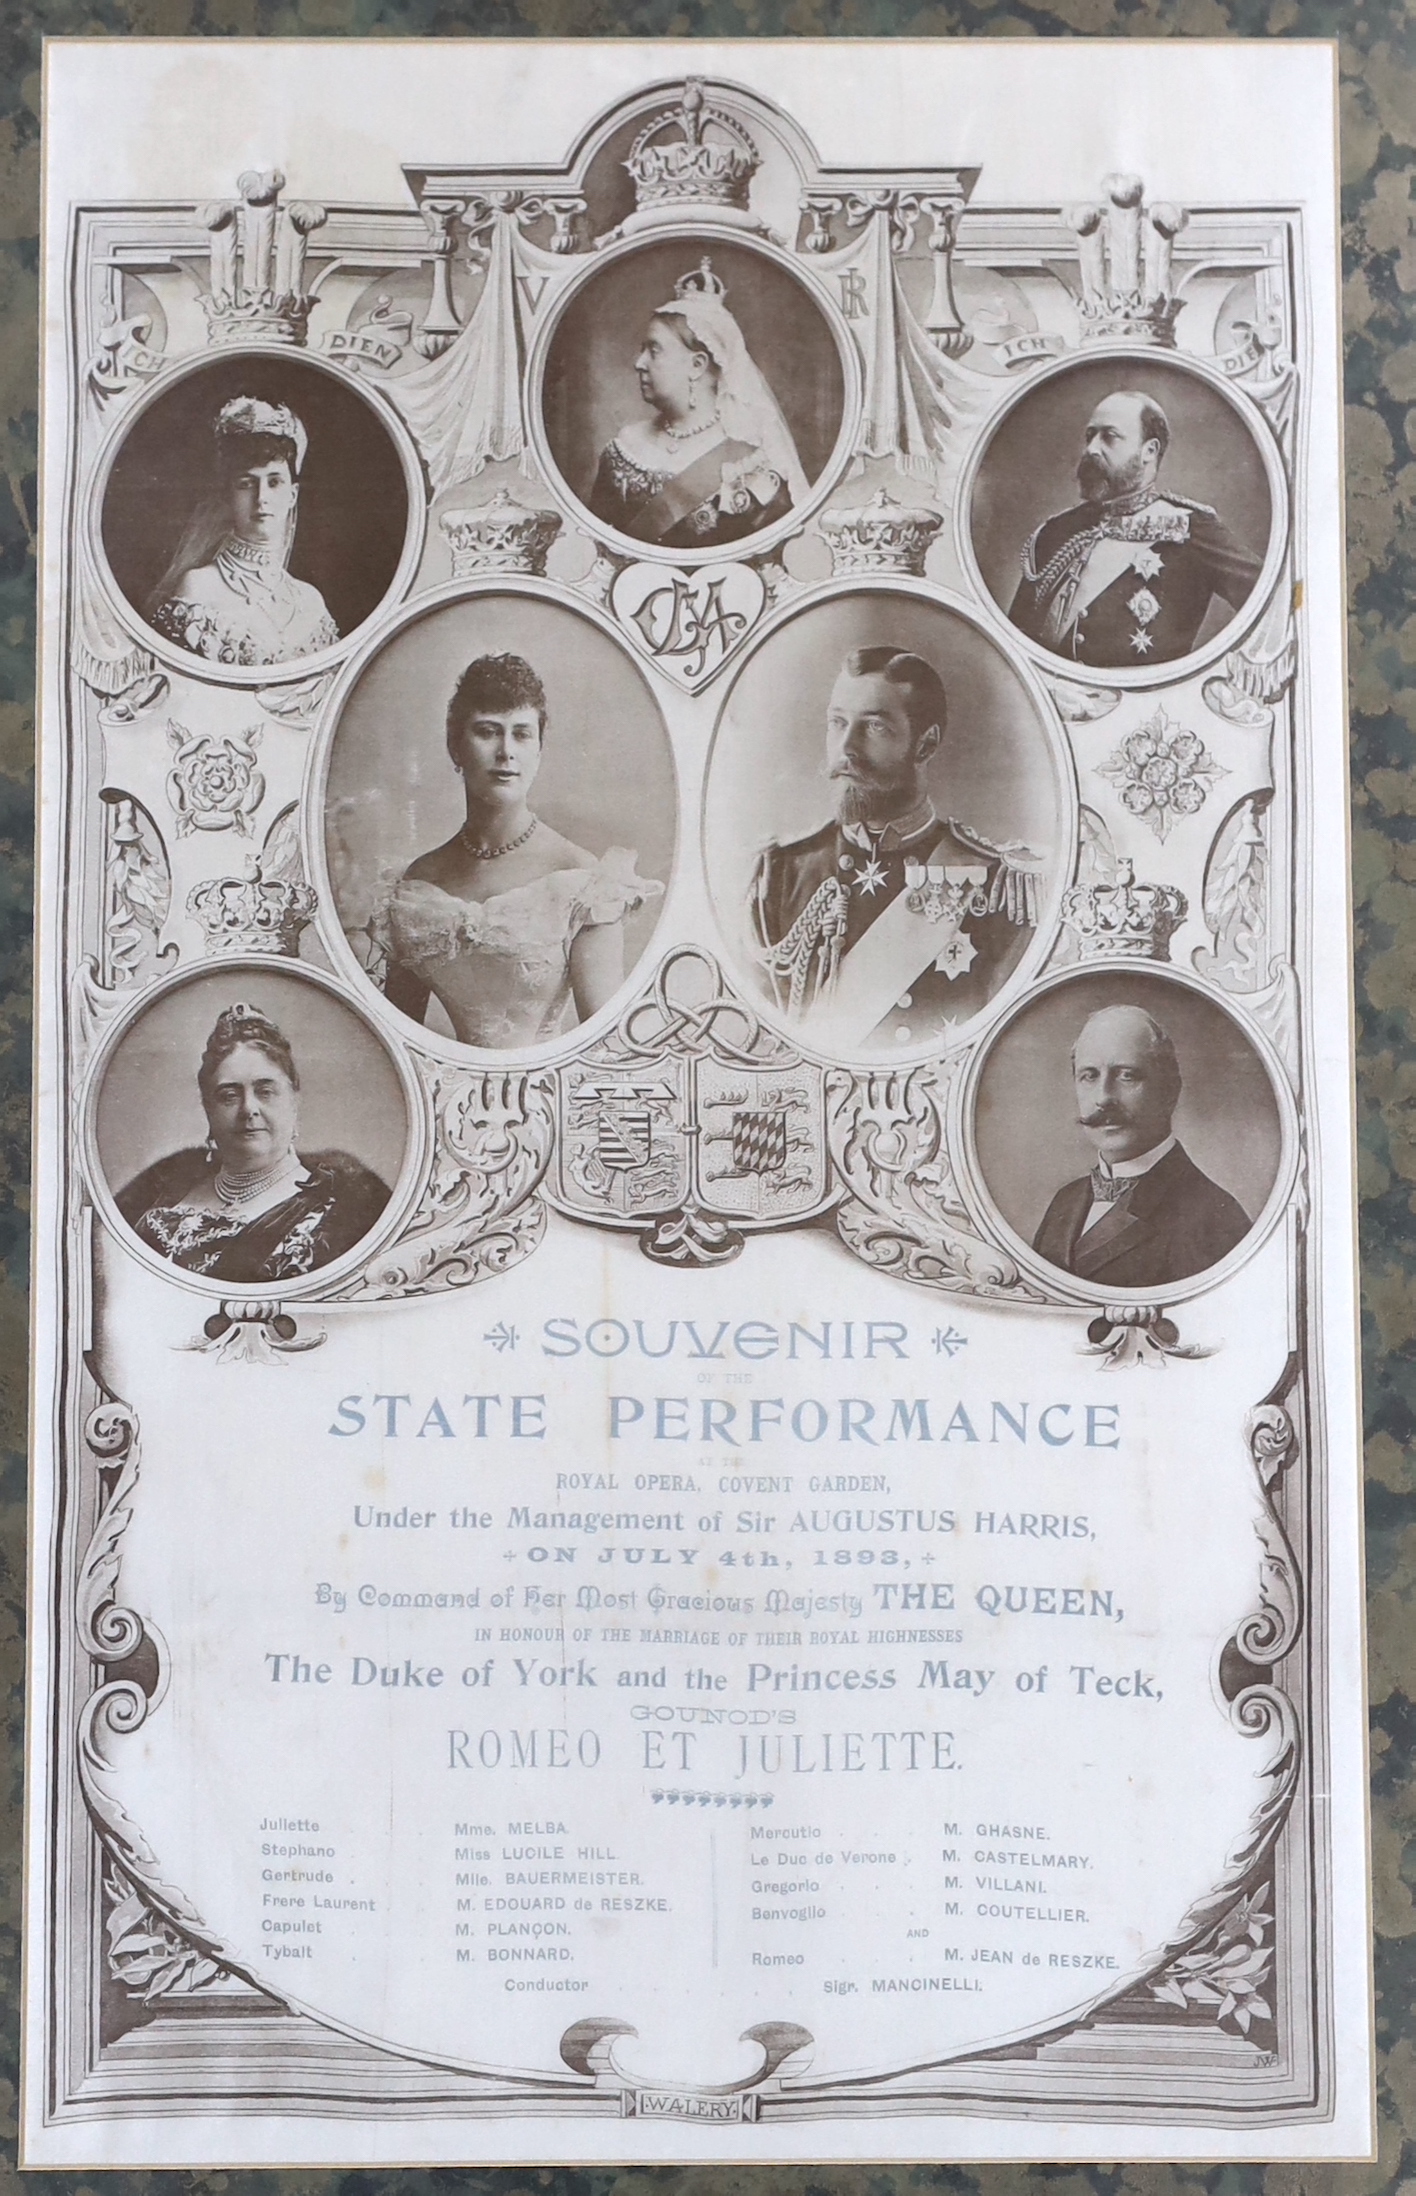 V R I
ICH DIEN
ICH DIE
SOUVENIR
OF THE
STATE PERFORMANCE
AT THE
ROYAL OPERA, COVENT GARDEN,
Under the Management of Sir AUGUSTUS HARRIS,
ON JULY 4th, 1893,
By Command of Her Most Gracious Majesty THE QUEEN,
IN HONOUR OF THE MARRIAGE OF THEIR ROYAL HIGHNESSES
The Duke of York and the Princess May of Teck,
GOUNOD'S
ROMEO ET JULIETTE.
Juliette . . Mme. MELBA.
Stephano . . Miss LUCILE HILL.
Gertrude . . Mlle. BAUERMEISTER.
Frere Laurent . . M. EDOUARD de RESZKE.
Capulet . . M. PLANÇON.
Tybalt . . M. BONNARD.
Mercutio . . . M. GHASNE.
Le Duc de Verone . M. CASTELMARY.
Gregorio . . . M. VILLANI.
Benvoglio . . . M. COUTELLIER.
AND
Romeo . . . M. JEAN de RESZKE.
Conductor . . . . . Sigr. MANCINELLI.
WALERY